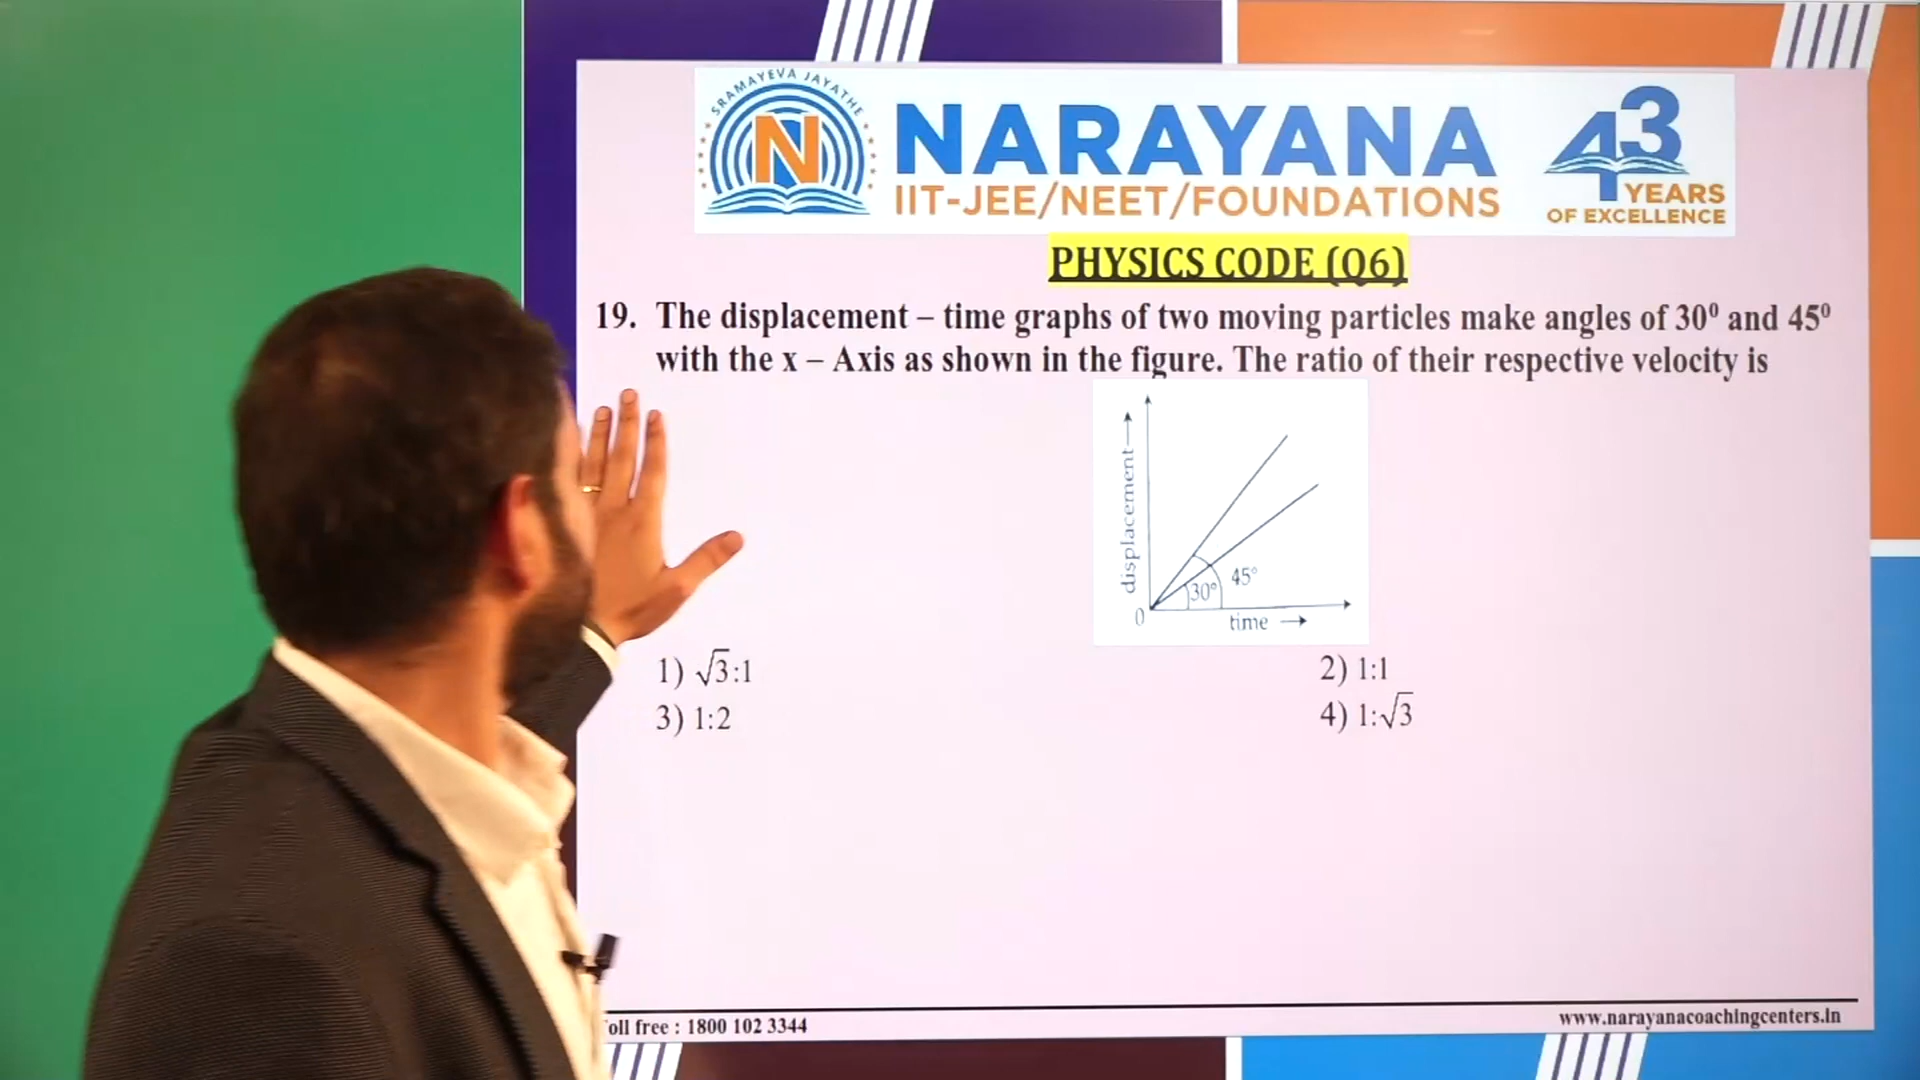 SRAMAYEVA JAYATHE
N
NARAYANA
IIT-JEE/NEET/FOUNDATIONS
43
YEARS
OF EXCELLENCE
PHYSICS CODE (Q6)
19. The displacement – time graphs of two moving particles make angles of 30⁰ and 45⁰
with the x – Axis as shown in the figure. The ratio of their respective velocity is
displacement
45°
30°
0
time
1) √3:1
2) 1:1
3) 1:2
4) 1:√3
oll free : 1800 102 3344
www.narayanacoachingcenters.in